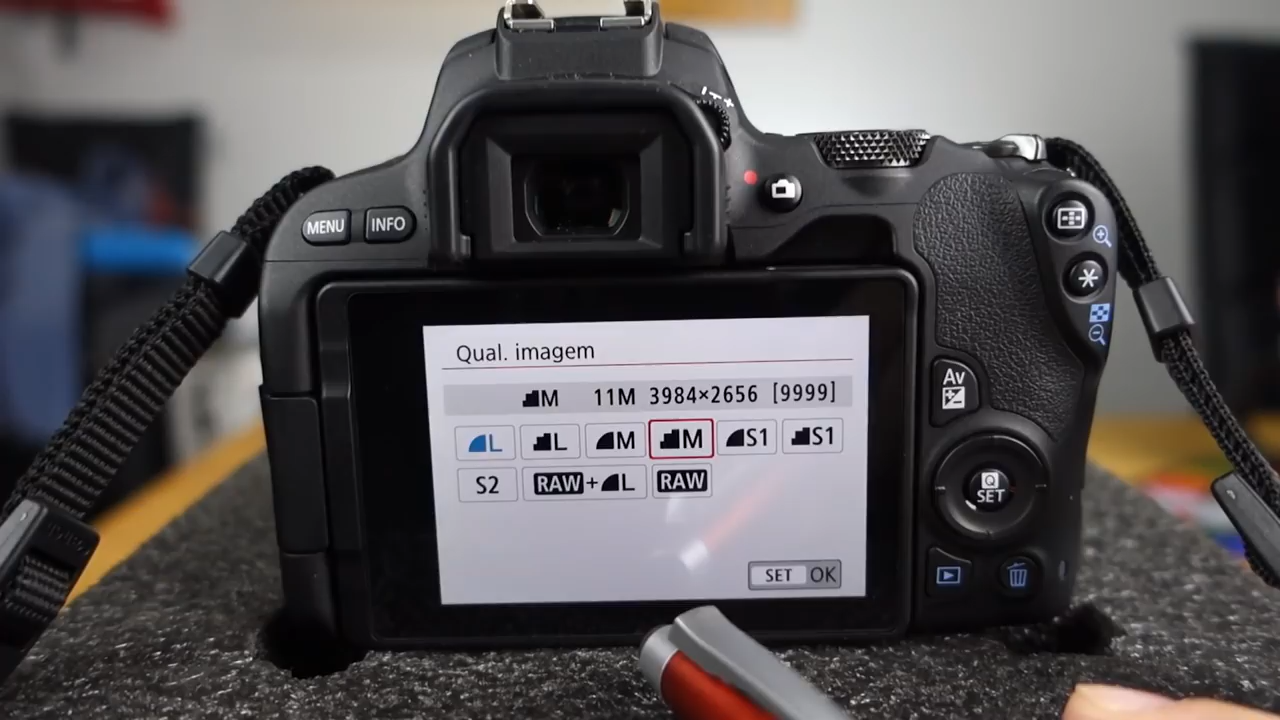 MENU INFO
Qual. imagem
M 11M 3984×2656 [9999]
L L M M S1 S1
S2 RAW+L RAW
SET OK
Av
Q
SET